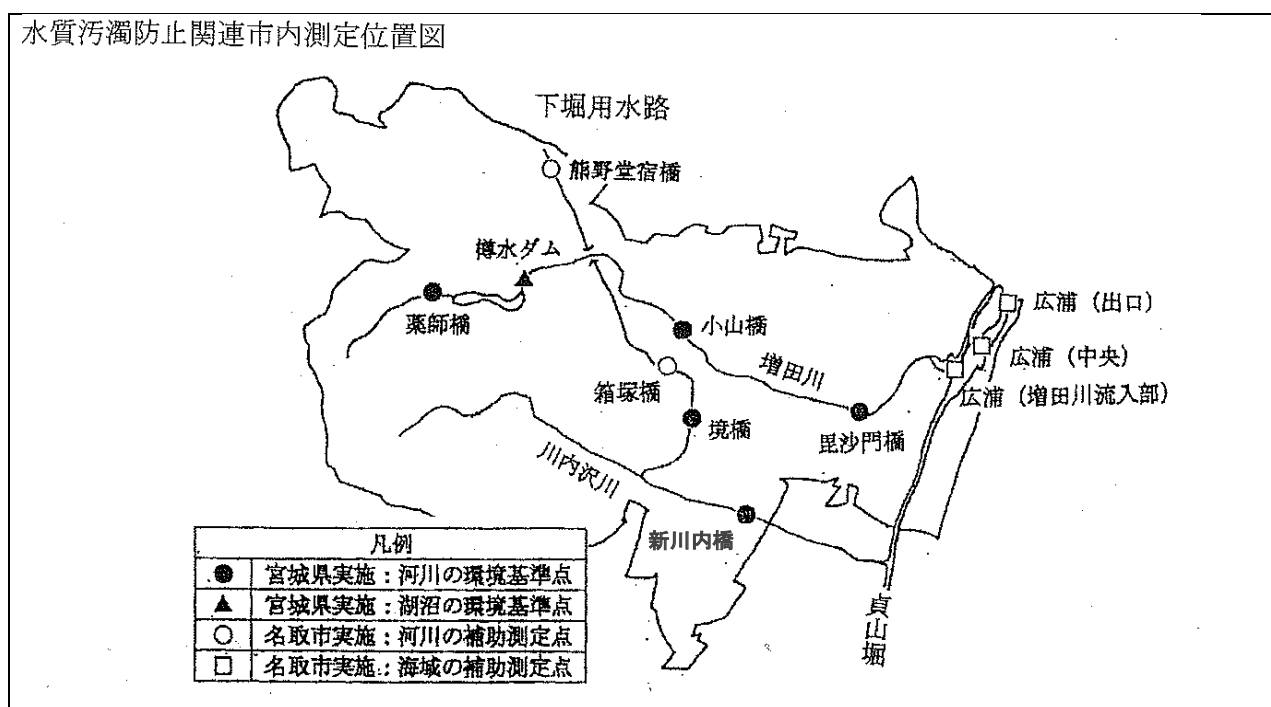 水質汚濁防止関連市内測定位置図
下堀用水路
熊野堂宿橋
樽水ダム
薬師橋
小山橋
増田川
箱塚橋
境橋
毘沙門橋
広浦（出口）
広浦（中央）
広浦（増田川流入部）
川内沢川
新川内橋
貞山堀
凡例
● 宮城県実施：河川の環境基準点
▲ 宮城県実施：湖沼の環境基準点
○ 名取市実施：河川の補助測定点
□ 名取市実施：海域の補助測定点